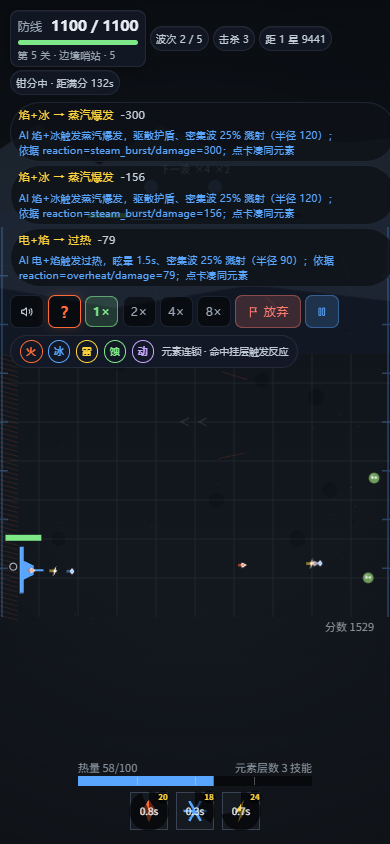 防线 1100 / 1100
第 5 关 · 边境哨站 · 5
波次 2 / 5
击杀 3
距 1 星 9441
钳分中 · 距满分 132s
焰+冰 → 蒸汽爆发 -300
AI 焰+冰触发蒸汽爆发，驱散护盾、密集波 25% 溅射（半径 120）；
依据 reaction=steam_burst/damage=300；点卡凑同元素
焰+冰 → 蒸汽爆发 -156
AI 焰+冰触发蒸汽爆发，驱散护盾、密集波 25% 溅射（半径 120）；
依据 reaction=steam_burst/damage=156；点卡凑同元素
电+焰 → 过热 -79
AI 电+焰触发过热，眩晕 1.5s、密集波 25% 溅射（半径 90）；依据
reaction=overheat/damage=79；点卡凑同元素
? 1× 2× 4× 8× 放弃
火 冰 雷 蚀 动 元素连锁 · 命中挂层触发反应
分数 1529
热量 58/100
元素层数 3 技能
20 18 24
0.8s 0.7s